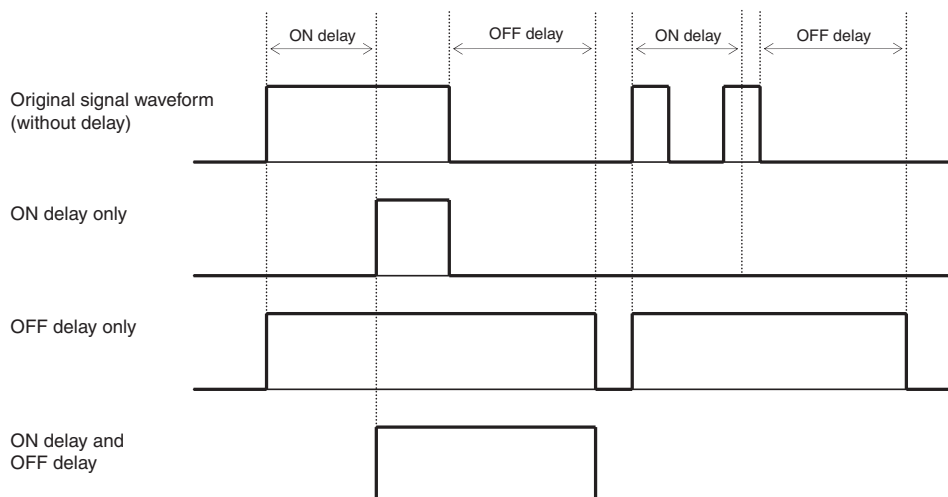 ON delay
OFF delay
ON delay
OFF delay
Original signal waveform
(without delay)
ON delay only
OFF delay only
ON delay and
OFF delay